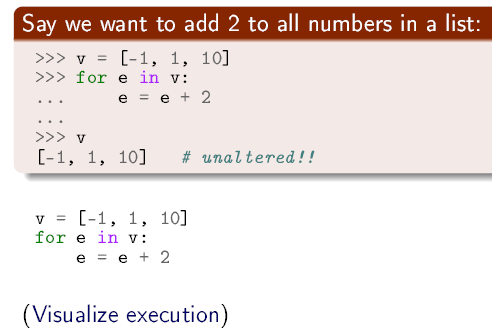 Say we want to add 2 to all numbers in a list:
>>> v = [-1, 1, 10]
>>> for e in v:
...     e = e + 2
...
>>> v
[-1, 1, 10]   # unaltered!!
v = [-1, 1, 10]
for e in v:
    e = e + 2
(Visualize execution)